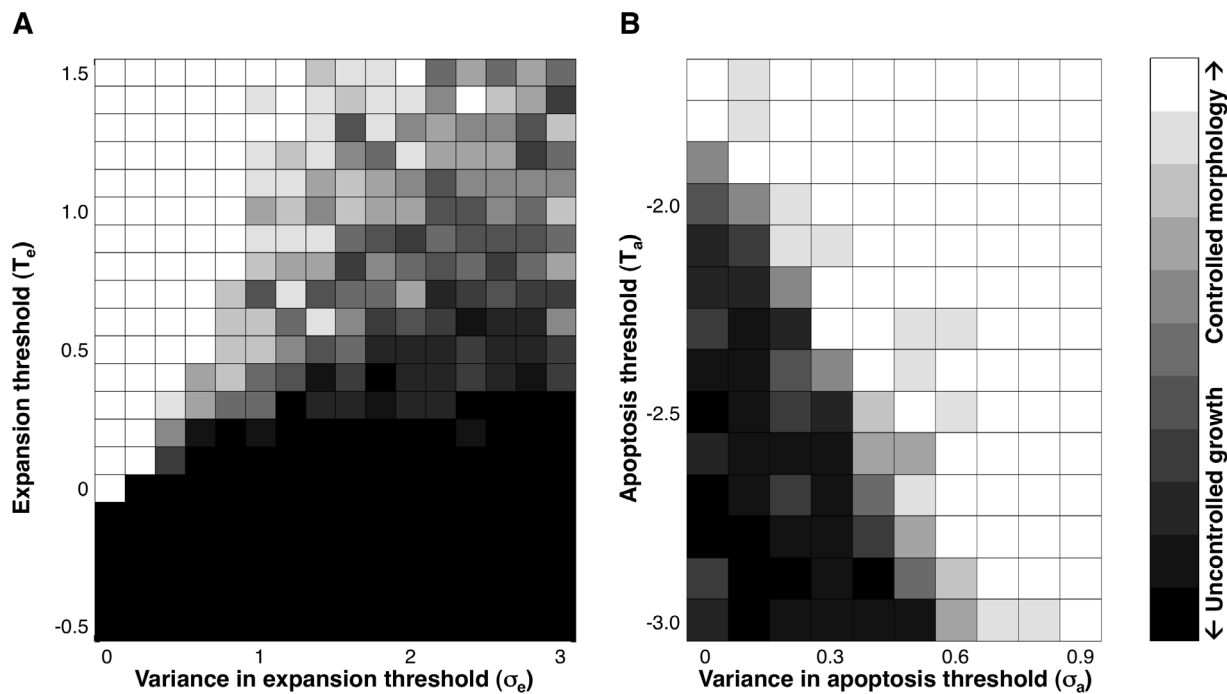 A
1.5
1.0
0.5
0
-0.5
Expansion threshold (Te)
0 1 2 3
Variance in expansion threshold (σe)
B
-2.0
-2.5
-3.0
Apoptosis threshold (Ta)
0 0.3 0.6 0.9
Variance in apoptosis threshold (σa)
← Uncontrolled growth Controlled morphology →